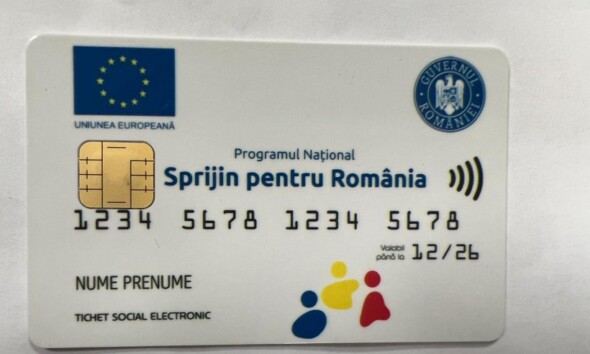 UNIUNEA EUROPEANĂ
GUVERNUL ROMÂNIEI
Programul Național
Sprijin pentru România
1234 5678 1234 5678
Valabil
până la 12/26
NUME PRENUME
TICHET SOCIAL ELECTRONIC